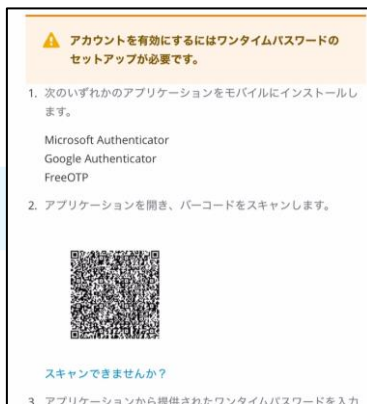 アカウントを有効にするにはワンタイムパスワードの
セットアップが必要です。
1. 次のいずれかのアプリケーションをモバイルにインストールし
ます。
Microsoft Authenticator
Google Authenticator
FreeOTP
2. アプリケーションを開き、バーコードをスキャンします。
スキャンできませんか?
3. アプリケーションから提供されたワンタイムパスワードを入力